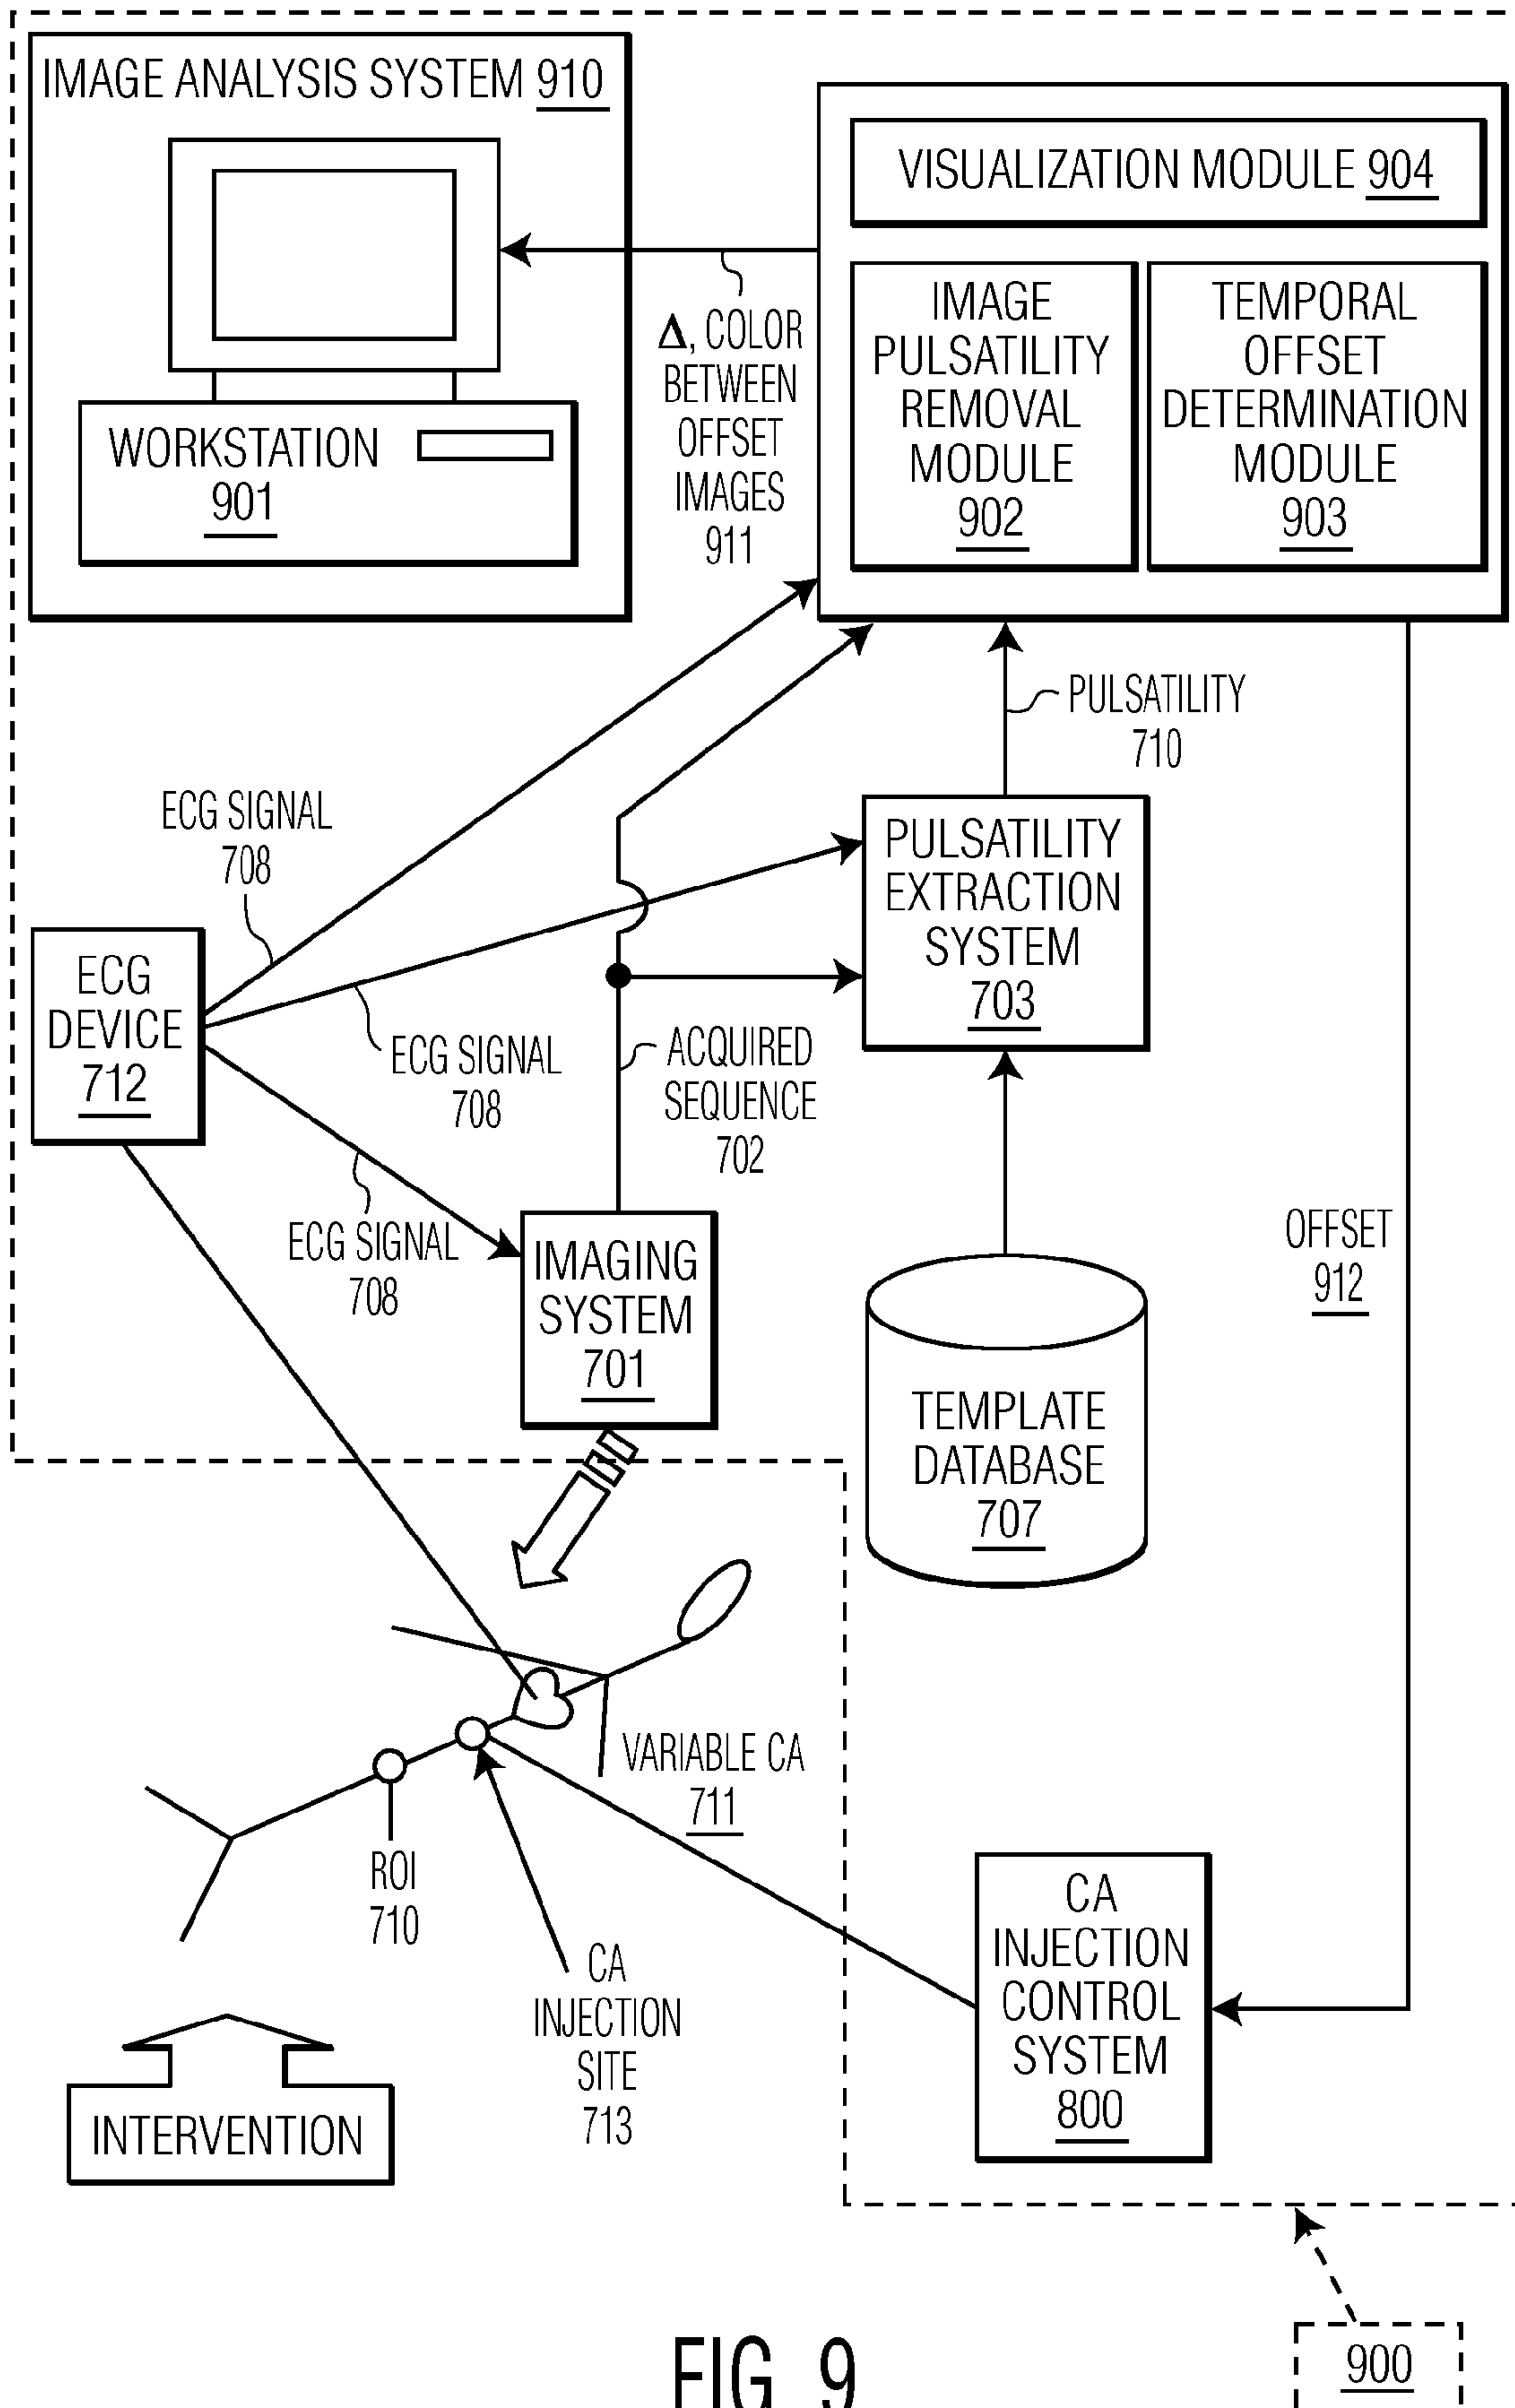 IMAGE ANALYSIS SYSTEM 910
WORKSTATION
901
VISUALIZATION MODULE 904
IMAGE
PULSATILITY
REMOVAL
MODULE
902
TEMPORAL
OFFSET
DETERMINATION
MODULE
903
Δ, COLOR
BETWEEN
OFFSET
IMAGES
911
PULSATILITY
710
ECG SIGNAL
708
PULSATILITY
EXTRACTION
SYSTEM
703
ECG
DEVICE
712
ECG SIGNAL
708
ACQUIRED
SEQUENCE
702
ECG SIGNAL
708
IMAGING
SYSTEM
701
OFFSET
912
TEMPLATE
DATABASE
707
VARIABLE CA
711
ROI
710
CA
INJECTION
SITE
713
CA
INJECTION
CONTROL
SYSTEM
800
INTERVENTION
FIG. 9
900